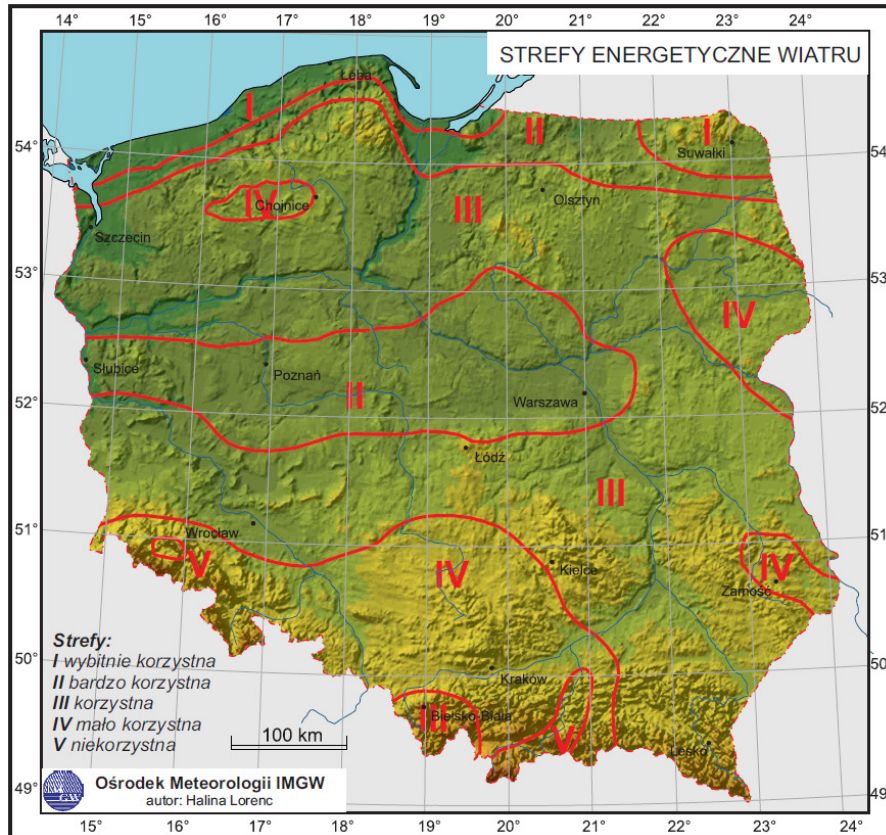 14° 15° 16° 17° 18° 19° 20° 21° 22° 23° 24°
STREFY ENERGETYCZNE WIATRU
Łeba
I
II
I
Suwałki
54°
54
IV
Chojnice
III
Olsztyn
Szczecin
53°
53
IV
Słubice
Poznań
II
Warszawa
52°
52
Łódź
III
51°
51
Wrocław
V
IV
Kielce
IV
Zamość
Strefy:
I wybitnie korzystna
II bardzo korzystna
III korzystna
IV mało korzystna
V niekorzystna
50°
50
Kraków
III
Bielsko-Biała
V
Lesko
100 km
49°
49
Ośrodek Meteorologii IMGW
autor: Halina Lorenc
15° 16° 17° 18° 19° 20° 21° 22° 23° 24°